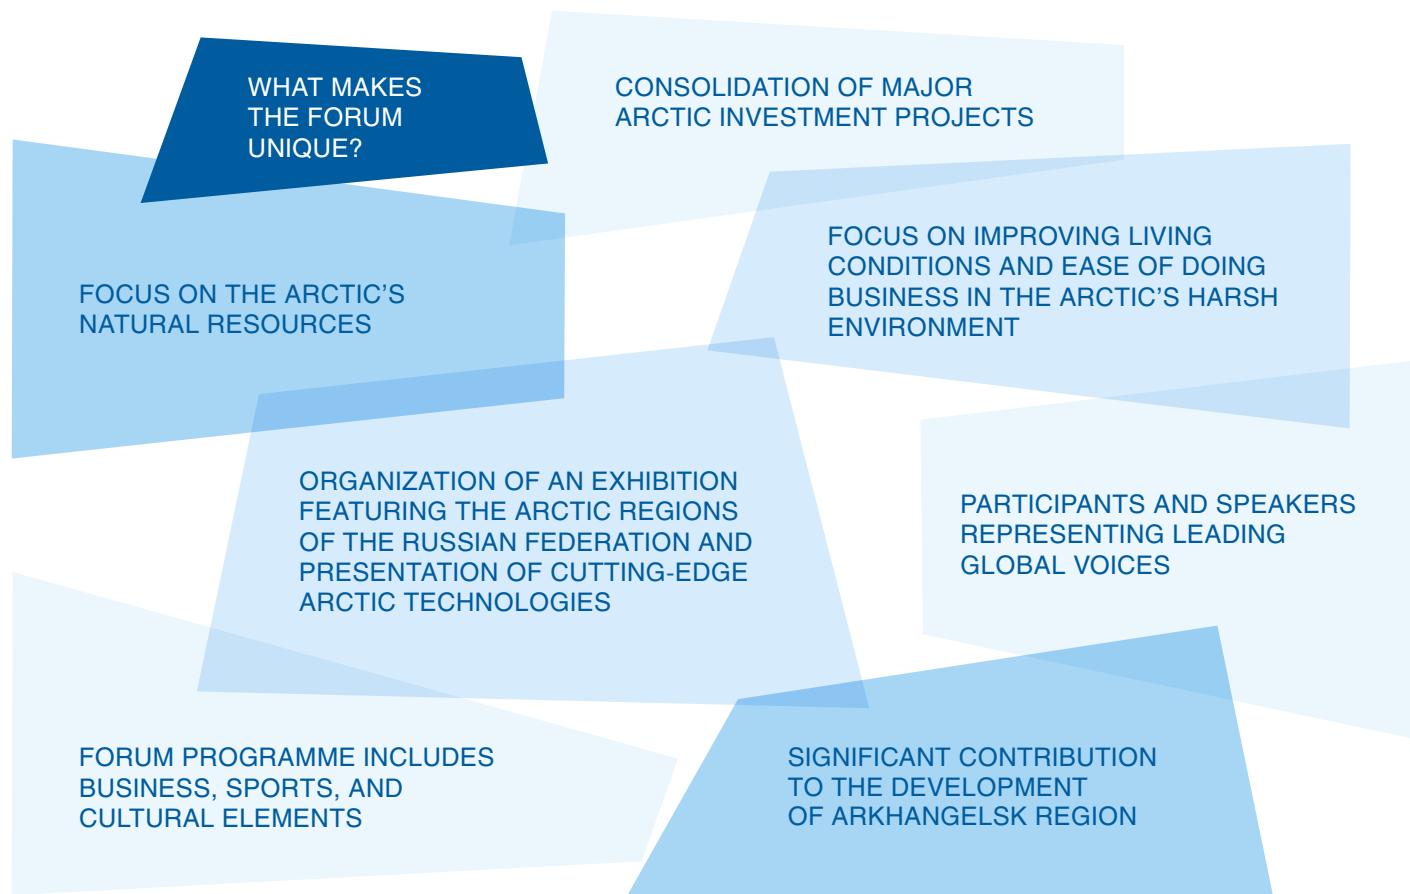 WHAT MAKES
THE FORUM
UNIQUE?
CONSOLIDATION OF MAJOR
ARCTIC INVESTMENT PROJECTS
FOCUS ON THE ARCTIC'S
NATURAL RESOURCES
FOCUS ON IMPROVING LIVING
CONDITIONS AND EASE OF DOING
BUSINESS IN THE ARCTIC'S HARSH
ENVIRONMENT
ORGANIZATION OF AN EXHIBITION
FEATURING THE ARCTIC REGIONS
OF THE RUSSIAN FEDERATION AND
PRESENTATION OF CUTTING-EDGE
ARCTIC TECHNOLOGIES
PARTICIPANTS AND SPEAKERS
REPRESENTING LEADING
GLOBAL VOICES
FORUM PROGRAMME INCLUDES
BUSINESS, SPORTS, AND
CULTURAL ELEMENTS
SIGNIFICANT CONTRIBUTION
TO THE DEVELOPMENT
OF ARKHANGELSK REGION